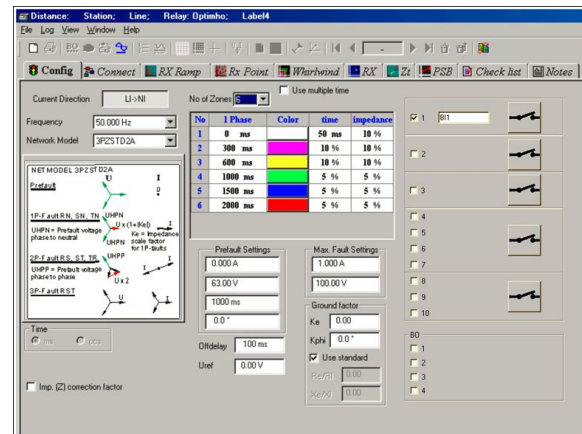 Distance: Station; Line; Relay: Optimho; Label4
File Log View Window Help
Config Connect RX Ramp Rx Point Whirlwind RX Zt PSB Check list Notes
Current Direction LI->NI
No of Zones 6
Use multiple time
Frequency 50.000 Hz
Network Model 3PZSTD2A
No 1 Phase Color time impedance
1 0 ms 50 ms 10 %
2 300 ms 10 % 10 %
3 600 ms 10 % 10 %
4 1000 ms 5 % 5 %
5 1500 ms 5 % 5 %
6 2000 ms 5 % 5 %
NET MODEL 3PZSTD2A
Prefault U I
0
1P-Fault RN, SN, TN UHPN
U x (1+|Ke|) I
UHPN = Prefault voltage
phase to neutral
Ke = Impedance
scale factor
for 1P-faults
UHPN
2P-Fault RS, ST, TR UHPP I
UHPP = Prefault voltage
phase to phase
U x 2
3P-Fault RST U I
Time
ms cos
Imp. (Z) correction factor
Prefault Settings
0.000 A
63.00 V
1000 ms
0.0 °
Offdelay 100 ms
Uref 0.00 V
Max. Fault Settings
1.000 A
100.00 V
Ground factor
Ke 0.00
Kphi 0.0 °
Use standard
Re/Rl 0.00
Xe/Xl 0.00
1 BI1
2
3
4
5
6
7
8
9
10
BO
1
2
3
4